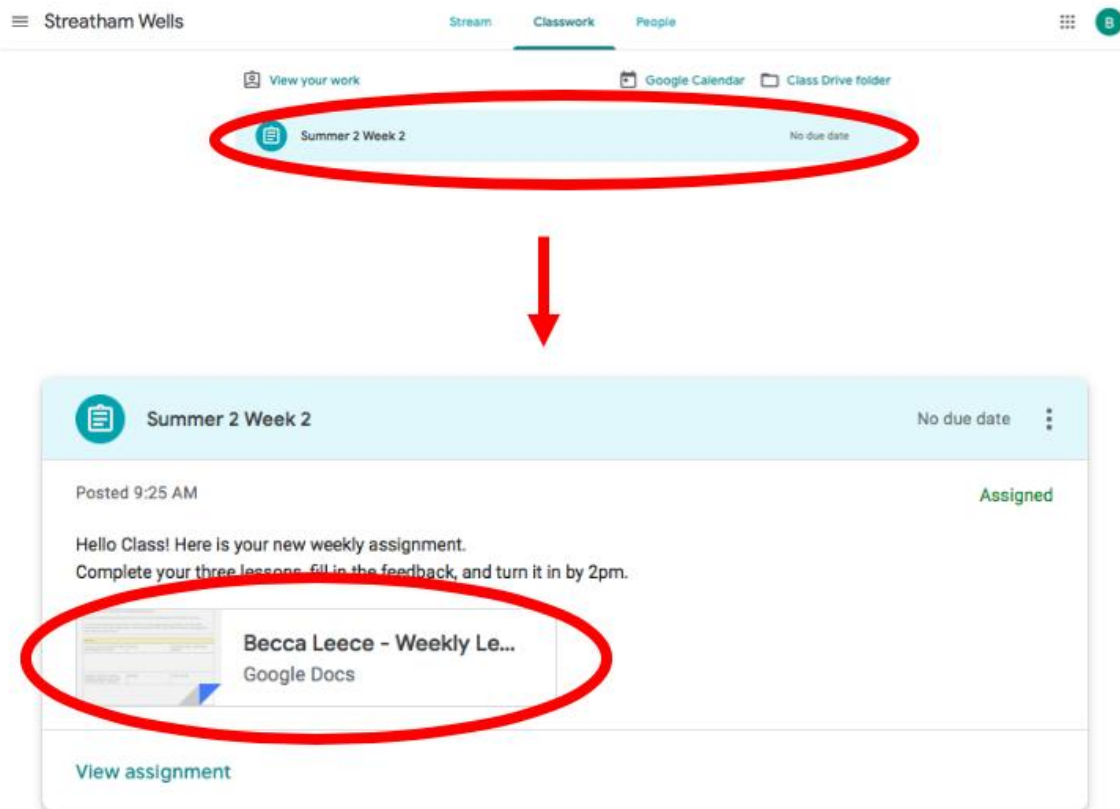 Streatham Wells
Stream Classwork People
B
View your work
Google Calendar Class Drive folder
Summer 2 Week 2 No due date
Summer 2 Week 2 No due date
Posted 9:25 AM Assigned
Hello Class! Here is your new weekly assignment.
Complete your three lessons, fill in the feedback, and turn it in by 2pm.
Becca Leece - Weekly Le...
Google Docs
View assignment